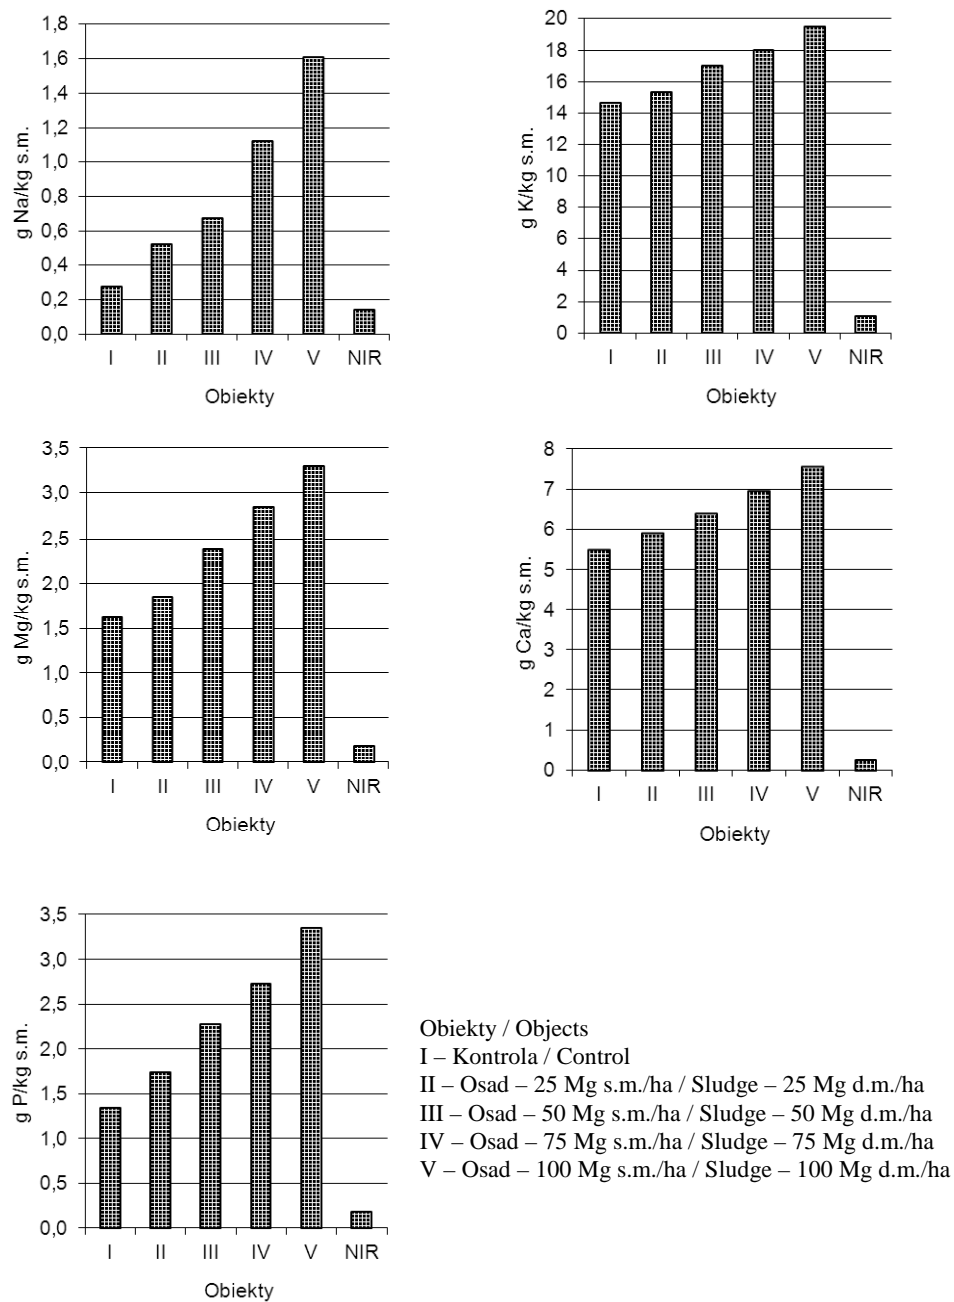 g Na/kg s.m.
1,8
1,6
1,4
1,2
1,0
0,8
0,6
0,4
0,2
0,0
I II III IV V NIR
Obiekty
g K/kg s.m.
20
18
16
14
12
10
8
6
4
2
0
I II III IV V NIR
Obiekty
g Mg/kg s.m.
3,5
3,0
2,5
2,0
1,5
1,0
0,5
0,0
I II III IV V NIR
Obiekty
g Ca/kg s.m.
8
7
6
5
4
3
2
1
0
I II III IV V NIR
Obiekty
g P/kg s.m.
3,5
3,0
2,5
2,0
1,5
1,0
0,5
0,0
I II III IV V NIR
Obiekty
Obiekty / Objects
I – Kontrola / Control
II – Osad – 25 Mg s.m./ha / Sludge – 25 Mg d.m./ha
III – Osad – 50 Mg s.m./ha / Sludge – 50 Mg d.m./ha
IV – Osad – 75 Mg s.m./ha / Sludge – 75 Mg d.m./ha
V – Osad – 100 Mg s.m./ha / Sludge – 100 Mg d.m./ha